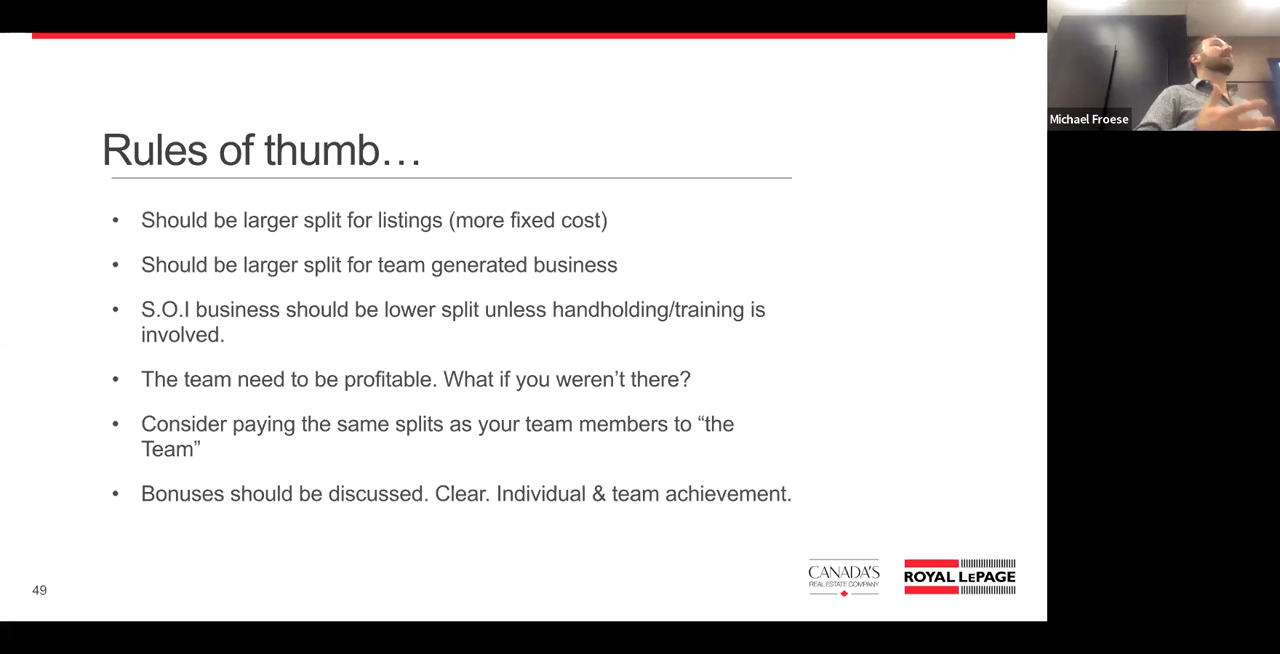 Michael Froese
Rules of thumb…
• Should be larger split for listings (more fixed cost)
• Should be larger split for team generated business
• S.O.I business should be lower split unless handholding/training is
involved.
• The team need to be profitable. What if you weren’t there?
• Consider paying the same splits as your team members to “the
Team”
• Bonuses should be discussed. Clear. Individual & team achievement.
49
CANADA'S
REAL ESTATE COMPANY
ROYAL LEPAGE